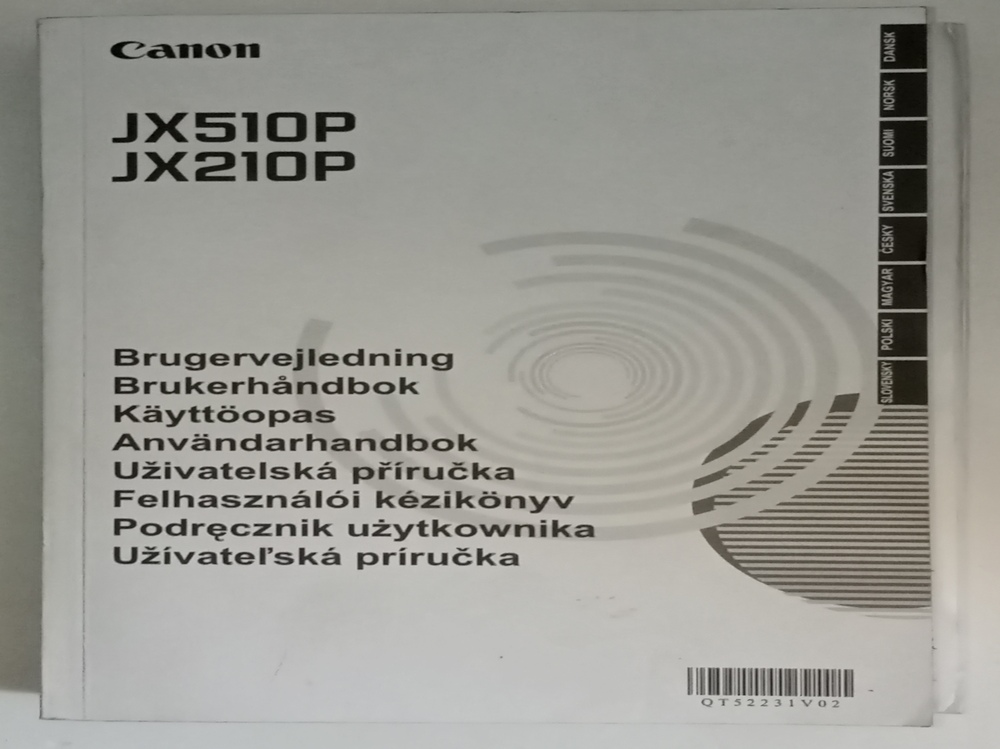 Canon
JX510P
JX210P
Brugervejledning
Brukerhåndbok
Käyttöopas
Användarhandbok
Uživatelská příručka
Felhasználói kézikönyv
Podręcznik użytkownika
Užívateľská príručka
DANSK
NORSK
SUOMI
SVENSKA
ČESKY
MAGYAR
POLSKI
SLOVENSKY
QT52231V02